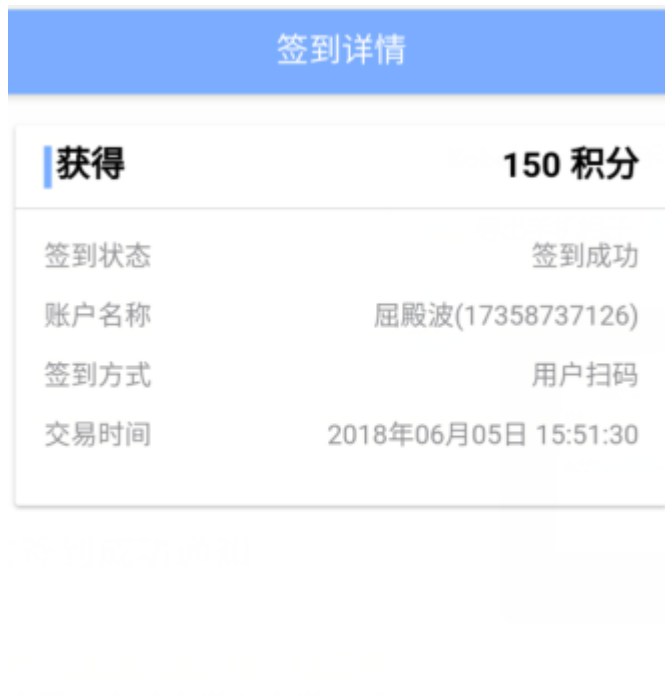 签到详情
获得 150 积分
签到状态 签到成功
账户名称 屈殿波(17358737126)
签到方式 用户扫码
交易时间 2018年06月05日 15:51:30